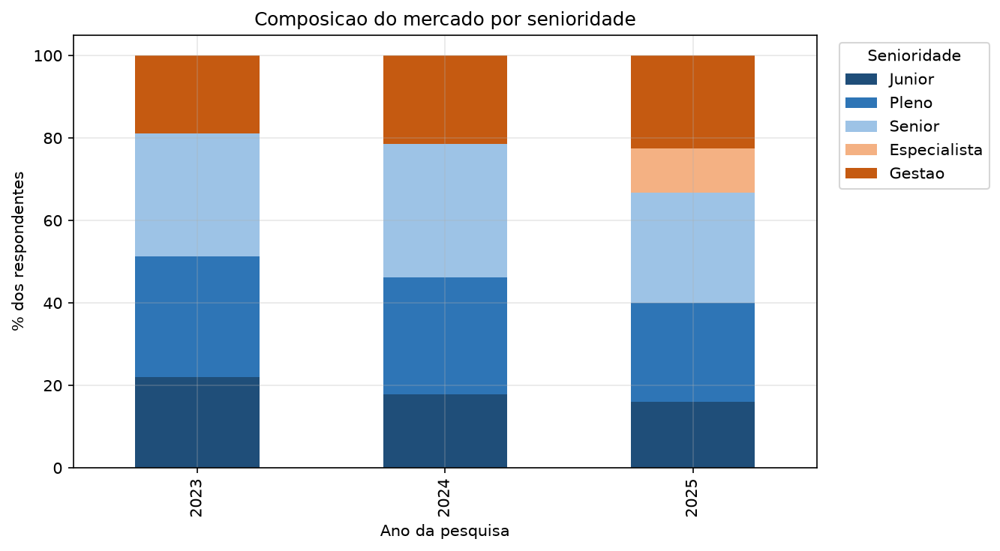 Composicao do mercado por senioridade
% dos respondentes
100
80
60
40
20
0
2023
2024
2025
Ano da pesquisa
Senioridade
Junior
Pleno
Senior
Especialista
Gestao